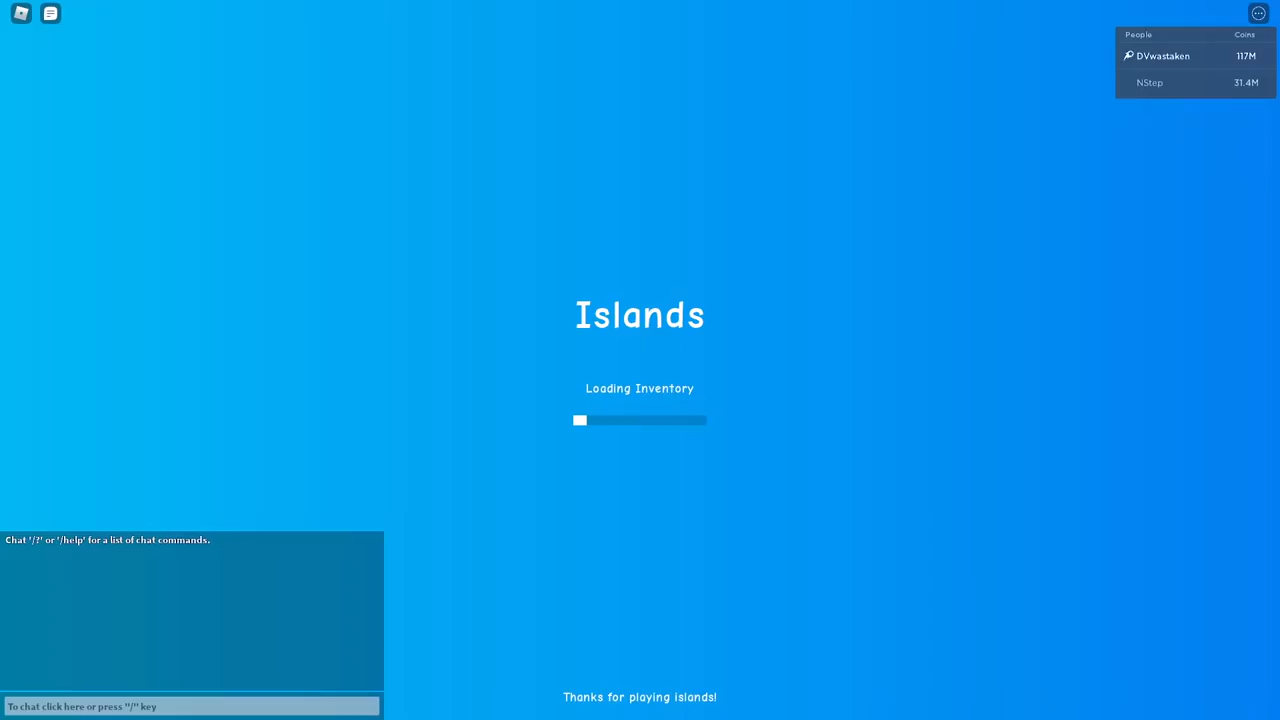 People Coins
DVwastaken 117M
NStep 31.4M
Islands
Loading Inventory
Chat '/?' or '/help' for a list of chat commands.
Thanks for playing islands!
To chat click here or press "/" key